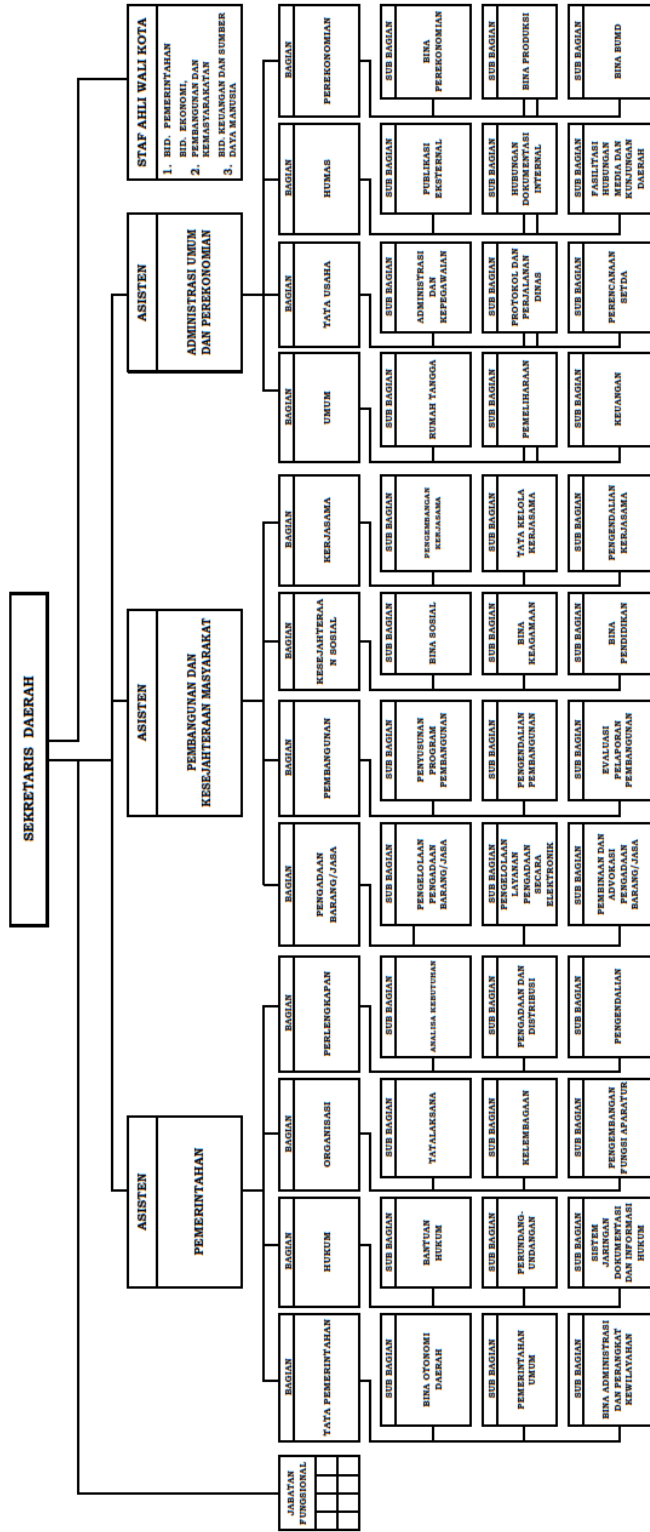 SEKRETARIS DAERAH
JABATAN
FUNGSIONAL
ASISTEN
PEMERINTAHAN
ASISTEN
PEMBANGUNAN DAN
KESEJAHTERAAN MASYARAKAT
ASISTEN
ADMINISTRASI UMUM
DAN PEREKONOMIAN
STAF AHLI WALI KOTA
1. BID. PEMERINTAHAN
BID. EKONOMI,
2. PEMBANGUNAN DAN
KEMASYARAKATAN
3. BID. KEUANGAN DAN SUMBER
DAYA MANUSIA
BAGIAN
TATA PEMERINTAHAN
BAGIAN
HUKUM
BAGIAN
ORGANISASI
BAGIAN
PERLENGKAPAN
BAGIAN
PENGADAAN
BARANG/JASA
BAGIAN
PEMBANGUNAN
BAGIAN
KESEJAHTERAA
N SOSIAL
BAGIAN
KERJASAMA
BAGIAN
UMUM
BAGIAN
TATA USAHA
BAGIAN
HUMAS
BAGIAN
PEREKONOMIAN
SUB BAGIAN
BINA OTONOMI
DAERAH
SUB BAGIAN
BANTUAN
HUKUM
SUB BAGIAN
TATALAKSANA
SUB BAGIAN
ANALISA KEBUTUHAN
SUB BAGIAN
PENGELOLAAN
PENGADAAN
BARANG/JASA
SUB BAGIAN
PENYUSUNAN
PROGRAM
PEMBANGUNAN
SUB BAGIAN
BINA SOSIAL
SUB BAGIAN
PENGEMBANGAN
KERJASAMA
SUB BAGIAN
RUMAH TANGGA
SUB BAGIAN
ADMINISTRASI
DAN
KEPEGAWAIAN
SUB BAGIAN
PUBLIKASI
EKSTERNAL
SUB BAGIAN
BINA
PEREKONOMIAN
SUB BAGIAN
PEMERINTAHAN
UMUM
SUB BAGIAN
PERUNDANG-
UNDANGAN
SUB BAGIAN
KELEMBAGAAN
SUB BAGIAN
PENGADAAN DAN
DISTRIBUSI
SUB BAGIAN
PENGELOLAAN
LAYANAN
PENGADAAN
SECARA
ELEKTRONIK
SUB BAGIAN
PENGENDALIAN
PEMBANGUNAN
SUB BAGIAN
BINA
KEAGAMAAN
SUB BAGIAN
TATA KELOLA
KERJASAMA
SUB BAGIAN
PEMELIHARAAN
SUB BAGIAN
PROTOKOL DAN
PERJALANAN
DINAS
SUB BAGIAN
HUBUNGAN
DOKUMENTASI
INTERNAL
SUB BAGIAN
BINA PRODUKSI
SUB BAGIAN
BINA ADMINISTRASI
DAN PERANGKAT
KEWILAYAHAN
SUB BAGIAN
SISTEM
JARINGAN
DOKUMENTASI
DAN INFORMASI
HUKUM
SUB BAGIAN
PENGEMBANGAN
FUNGSI APARATUR
SUB BAGIAN
PENGENDALIAN
SUB BAGIAN
PEMBINAAN DAN
ADVOKASI
PENGADAAN
BARANG/JASA
SUB BAGIAN
EVALUASI
PELAPORAN
PEMBANGUNAN
SUB BAGIAN
BINA
PENDIDIKAN
SUB BAGIAN
PENGENDALIAN
KERJASAMA
SUB BAGIAN
KEUANGAN
SUB BAGIAN
PERENCANAAN
SETDA
SUB BAGIAN
FASILITASI
HUBUNGAN
MEDIA DAN
KUNJUNGAN
DAERAH
SUB BAGIAN
BINA BUMD